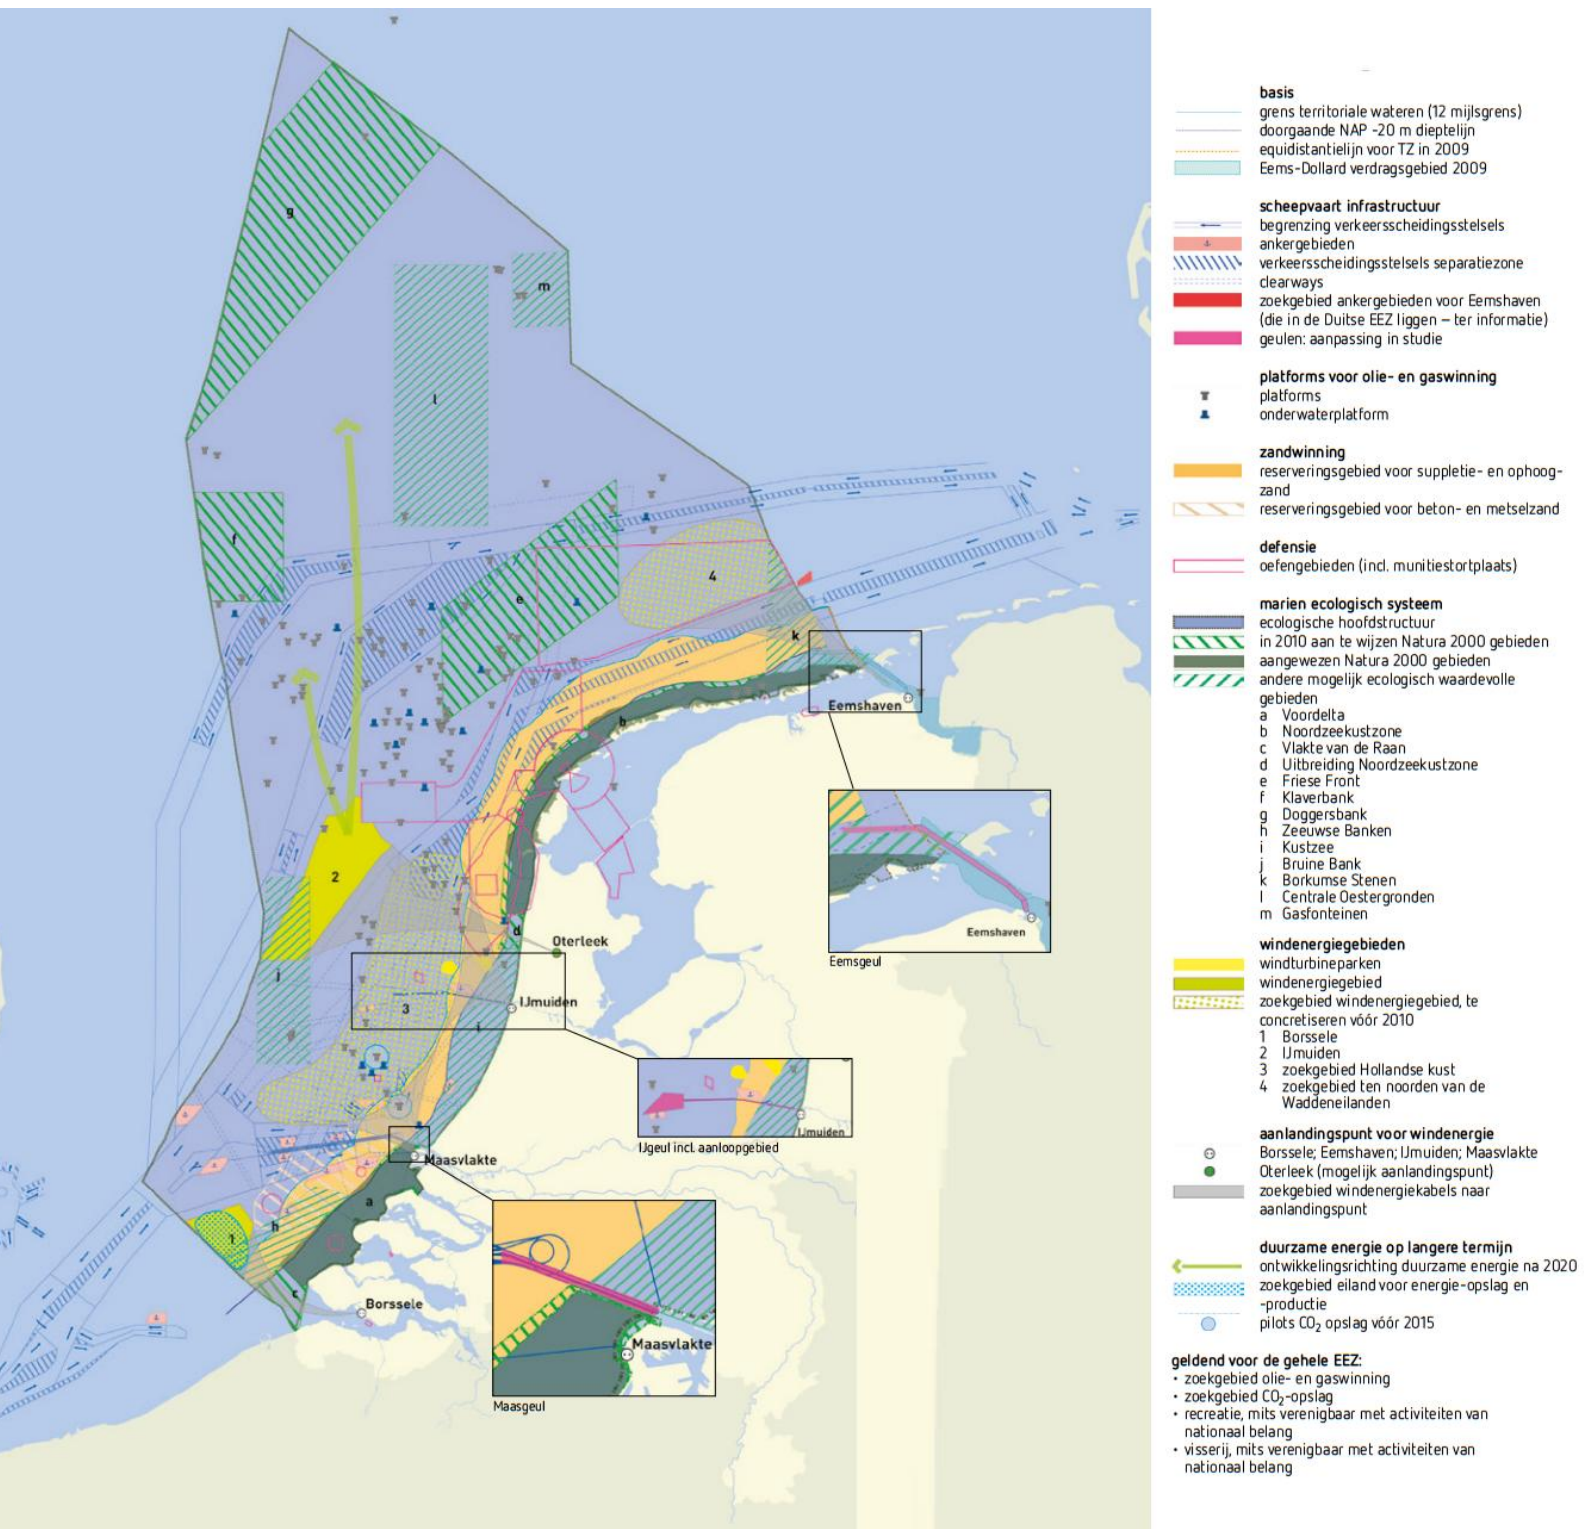 g
m
l
f
e
4
k
Eemshaven
b
2
d
Oterleek
j
3
IJmuiden
i
Eemshaven
Eemsgeul
IJmuiden
IJgeul incl. aanloopgebied
Maasvlakte
a
h
1
c
Borssele
Maasvlakte
Maasgeul
basis
grens territoriale wateren (12 mijlsgrens)
doorgaande NAP -20 m dieptelijn
equidistantielijn voor TZ in 2009
Eems-Dollard verdragsgebied 2009
scheepvaart infrastructuur
begrenzing verkeersscheidingsstelsels
ankergebieden
verkeersscheidingsstelsels separatiezone
clearways
zoekgebied ankergebieden voor Eemshaven
(die in de Duitse EEZ liggen – ter informatie)
geulen: aanpassing in studie
platforms voor olie- en gaswinning
platforms
onderwaterplatform
zandwinning
reserveringsgebied voor suppletie- en ophoog-
zand
reserveringsgebied voor beton- en metselzand
defensie
oefengebieden (incl. munitiestortplaats)
marien ecologisch systeem
ecologische hoofdstructuur
in 2010 aan te wijzen Natura 2000 gebieden
aangewezen Natura 2000 gebieden
andere mogelijk ecologisch waardevolle
gebieden
a Voordelta
b Noordzeekustzone
c Vlakte van de Raan
d Uitbreiding Noordzeekustzone
e Friese Front
f Klaverbank
g Doggersbank
h Zeeuwse Banken
i Kustzee
j Bruine Bank
k Borkumse Stenen
l Centrale Oestergronden
m Gasfonteinen
windenergiegebieden
windturbineparken
windenergiegebied
zoekgebied windenergiegebied, te
concretiseren vóór 2010
1 Borssele
2 IJmuiden
3 zoekgebied Hollandse kust
4 zoekgebied ten noorden van de
Waddeneilanden
aanlandingspunt voor windenergie
Borssele; Eemshaven; IJmuiden; Maasvlakte
Oterleek (mogelijk aanlandingspunt)
zoekgebied windenergiekabels naar
aanlandingspunt
duurzame energie op langere termijn
ontwikkelingsrichting duurzame energie na 2020
zoekgebied eiland voor energie-opslag en
-productie
pilots CO₂ opslag vóór 2015
geldend voor de gehele EEZ:
• zoekgebied olie- en gaswinning
• zoekgebied CO₂-opslag
• recreatie, mits verenigbaar met activiteiten van
nationaal belang
• visserij, mits verenigbaar met activiteiten van
nationaal belang